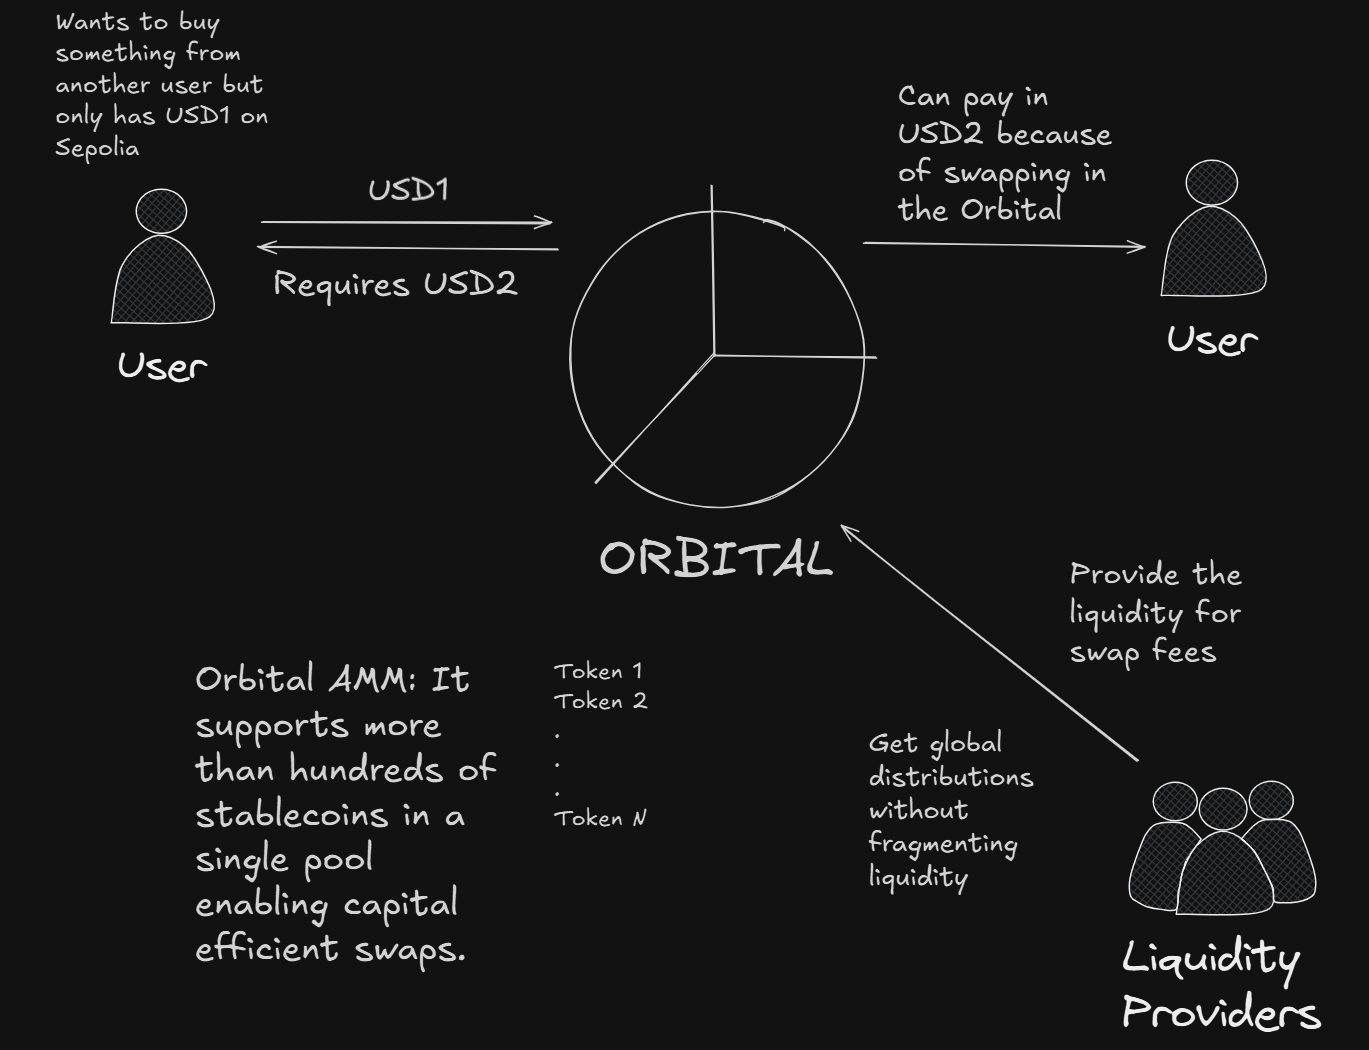 Wants to buy
something from
another user but
only has USD1 on
Sepolia
USD1
Requires USD2
User
Can pay in
USD2 because
of swapping in
the Orbital
User
ORBITAL
Orbital AMM: It
supports more
than hundreds of
stablecoins in a
single pool
enabling capital
efficient swaps.
Token 1
Token 2
.
.
.
Token N
Provide the
liquidity for
swap fees
Get global
distributions
without
fragmenting
liquidity
Liquidity
Providers